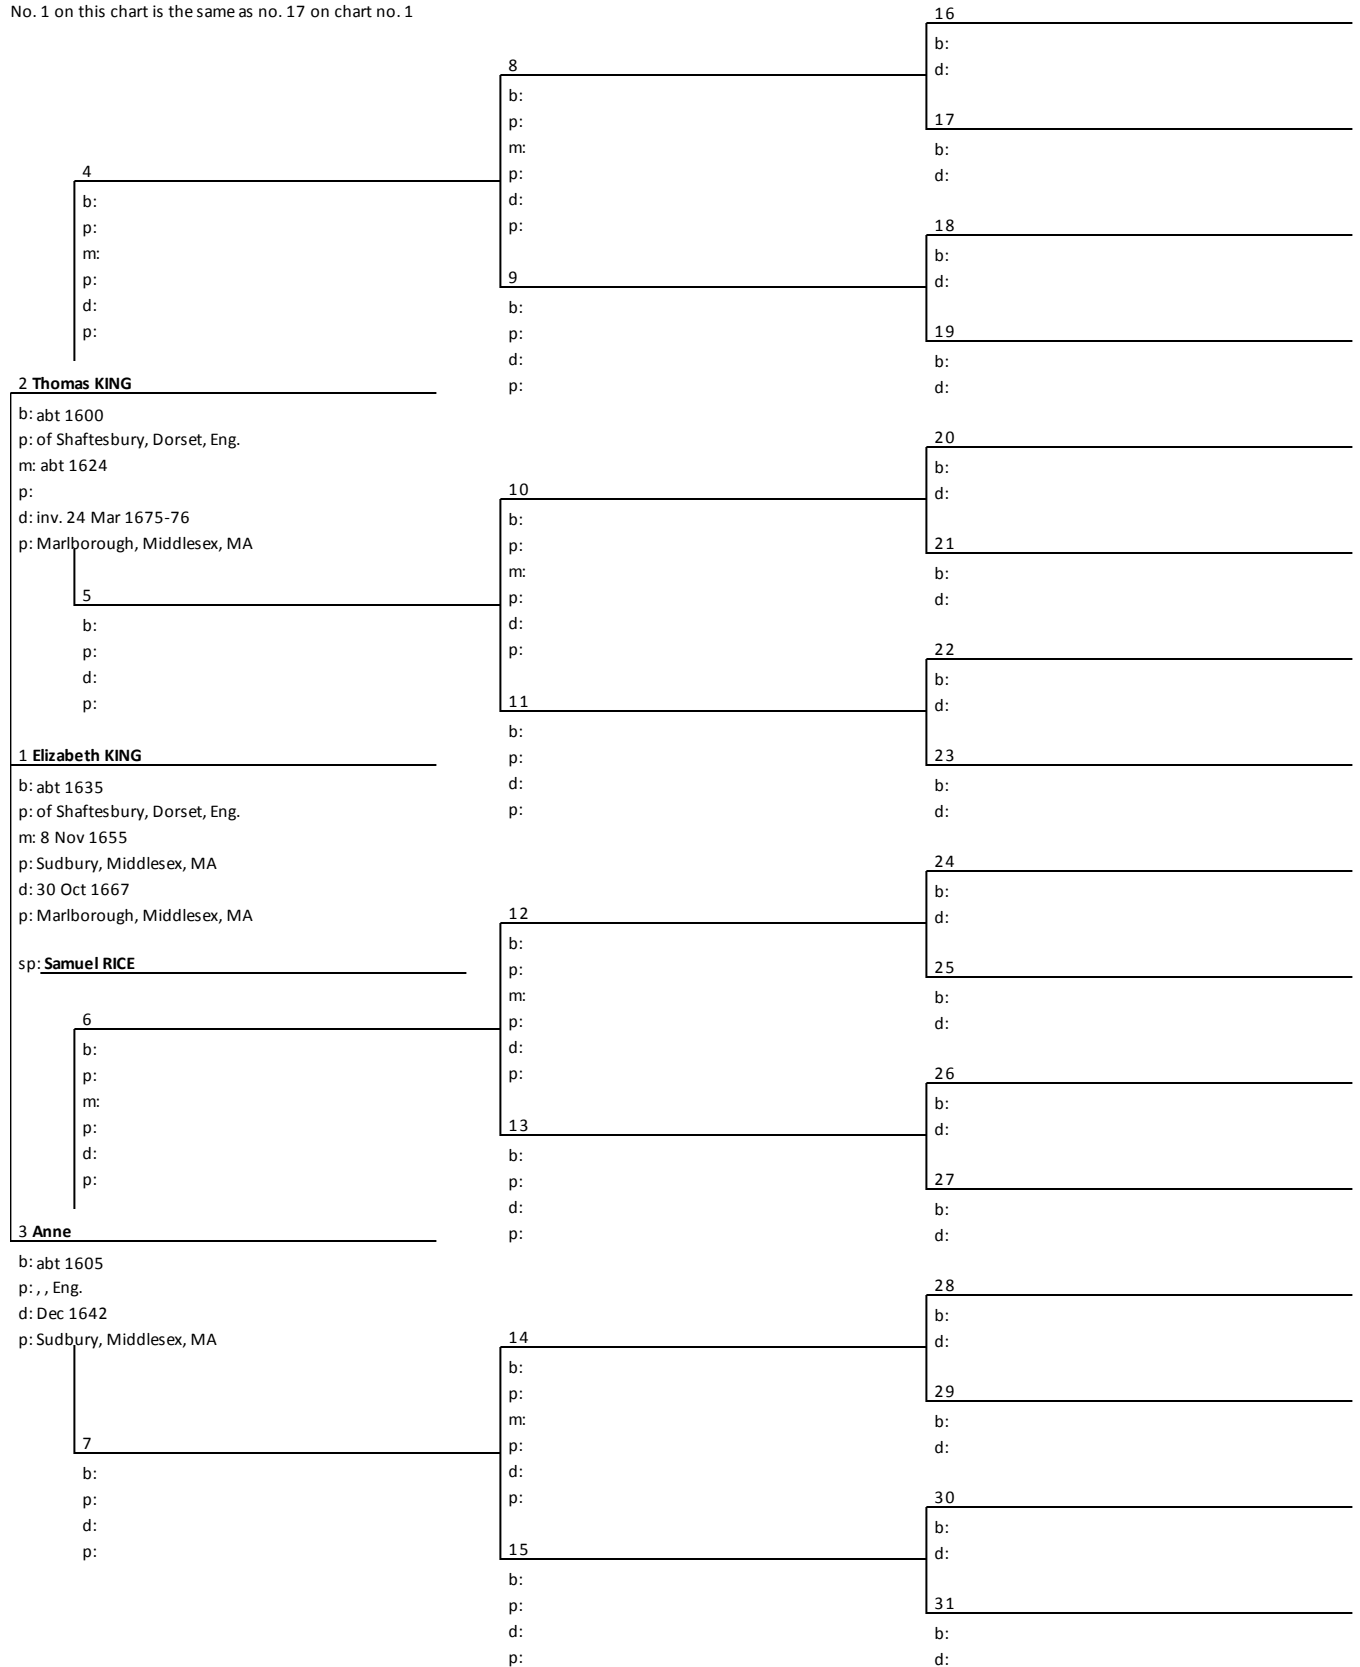 No. 1 on this chart is the same as no. 17 on chart no. 1
16
b:
d:
8
b:
p:
m:
p:
d:
p:
17
b:
d:
4
b:
p:
m:
p:
d:
p:
18
b:
d:
9
b:
p:
d:
p:
19
b:
d:
2 Thomas KING
b: abt 1600
p: of Shaftesbury, Dorset, Eng.
m: abt 1624
p:
d: inv. 24 Mar 1675-76
p: Marlborough, Middlesex, MA
20
b:
d:
10
b:
p:
m:
p:
d:
p:
21
b:
d:
5
b:
p:
d:
p:
22
b:
d:
11
b:
p:
d:
p:
23
b:
d:
1 Elizabeth KING
b: abt 1635
p: of Shaftesbury, Dorset, Eng.
m: 8 Nov 1655
p: Sudbury, Middlesex, MA
d: 30 Oct 1667
p: Marlborough, Middlesex, MA
sp: Samuel RICE
24
b:
d:
12
b:
p:
m:
p:
d:
p:
25
b:
d:
6
b:
p:
m:
p:
d:
p:
26
b:
d:
13
b:
p:
d:
p:
27
b:
d:
3 Anne
b: abt 1605
p: , , Eng.
d: Dec 1642
p: Sudbury, Middlesex, MA
28
b:
d:
14
b:
p:
m:
p:
d:
p:
29
b:
d:
7
b:
p:
d:
p:
30
b:
d:
15
b:
p:
d:
p:
31
b:
d: